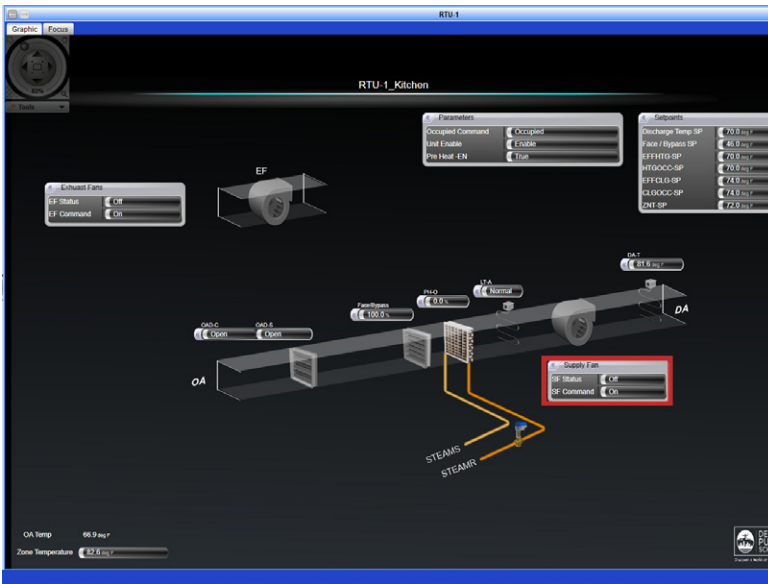 RTU-1
Graphic Focus
83%
Tools
RTU-1_Kitchen
Parameters
Occupied Command Occupied
Unit Enable Enable
Pre Heat -EN True
Setpoints
Discharge Temp SP 70.0 deg F
Face / Bypass SP 46.0 deg F
EFFHTG-SP 70.0 deg F
HTGOCC-SP 70.0 deg F
EFFCLG-SP 74.0 deg F
CLGOCC-SP 74.0 deg F
ZNT-SP 72.0 deg F
EF
Exhuast Fans
EF Status Off
EF Command On
DA-T
81.6 deg F
LT-A
Normal
PH-O
0.0 %
Face/Bypass
100.0 %
OAD-C OAD-S
Open Open
DA
OA
Supply Fan
SF Status Off
SF Command On
STEAMS
STEAMR
OA Temp 66.9 deg F
Zone Temperature 82.6 deg F